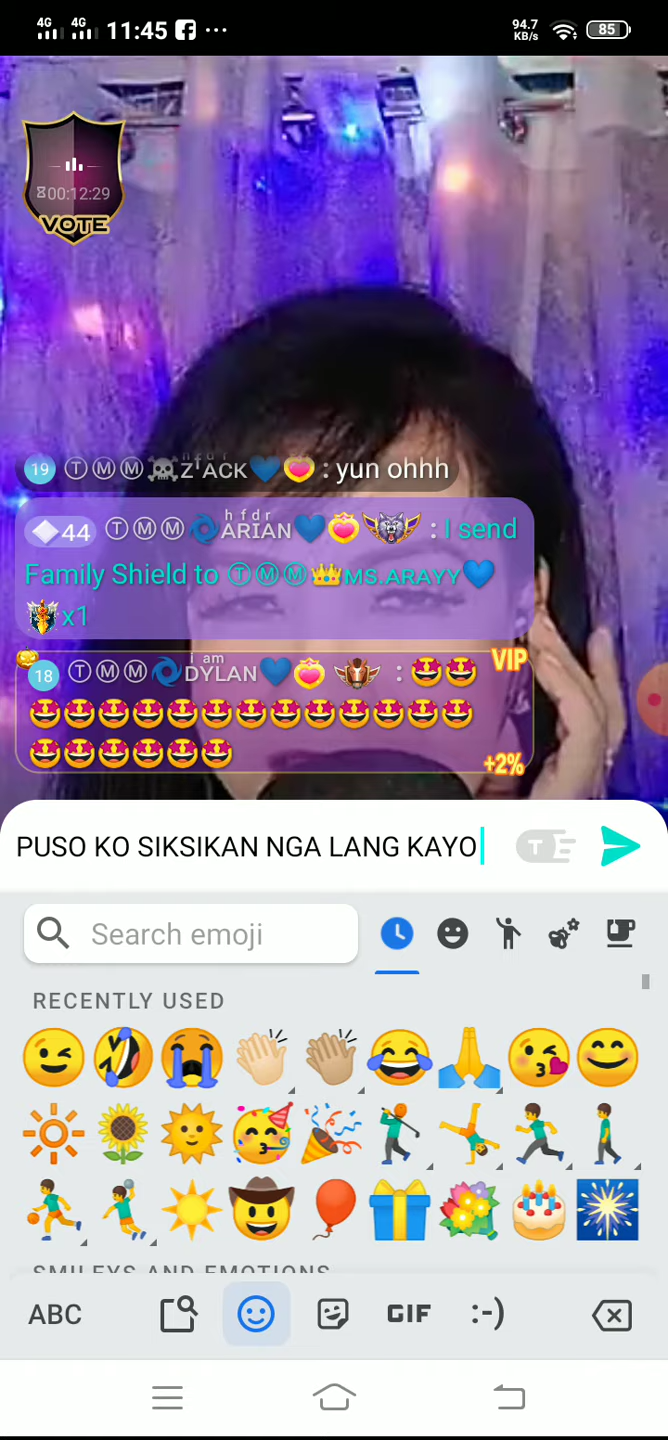 4G 4G 11:45 ... 94.7 KB/s 85
00:12:29
VOTE
19 ⓉⓂⓂ☠ZᶠACK💙💓 : yun ohhh
h f d r
44 ⓉⓂⓂ🌀ARIAN💙💓 : I send
Family Shield to ⓉⓂⓂ👑MS.ARAYY💙
x1
i am
18 ⓉⓂⓂ🌀DYLAN💙💓 : 🤩🤩 VIP
🤩🤩🤩🤩🤩🤩🤩🤩🤩🤩🤩🤩🤩
🤩🤩🤩🤩🤩🤩 +2%
PUSO KO SIKSIKAN NGA LANG KAYO
T
Search emoji
RECENTLY USED
SMILEYS AND EMOTIONS
ABC GIF :-)